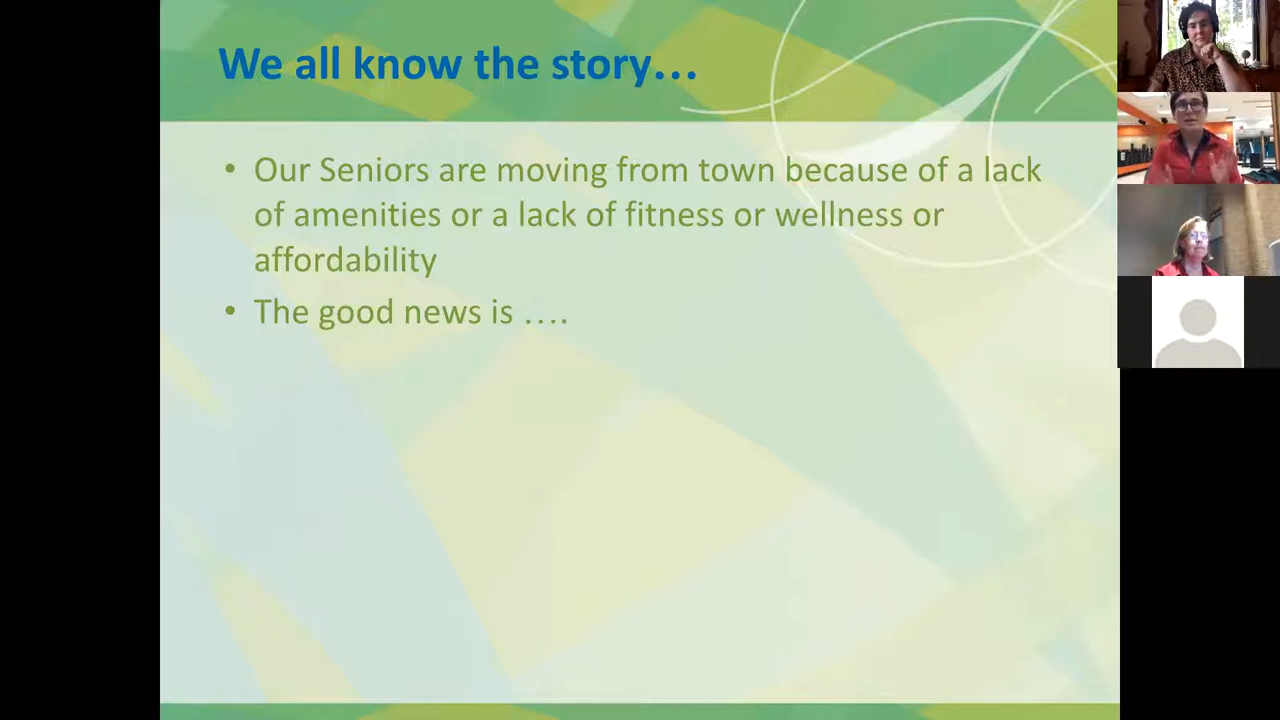 We all know the story…
• Our Seniors are moving from town because of a lack
of amenities or a lack of fitness or wellness or
affordability
• The good news is ….